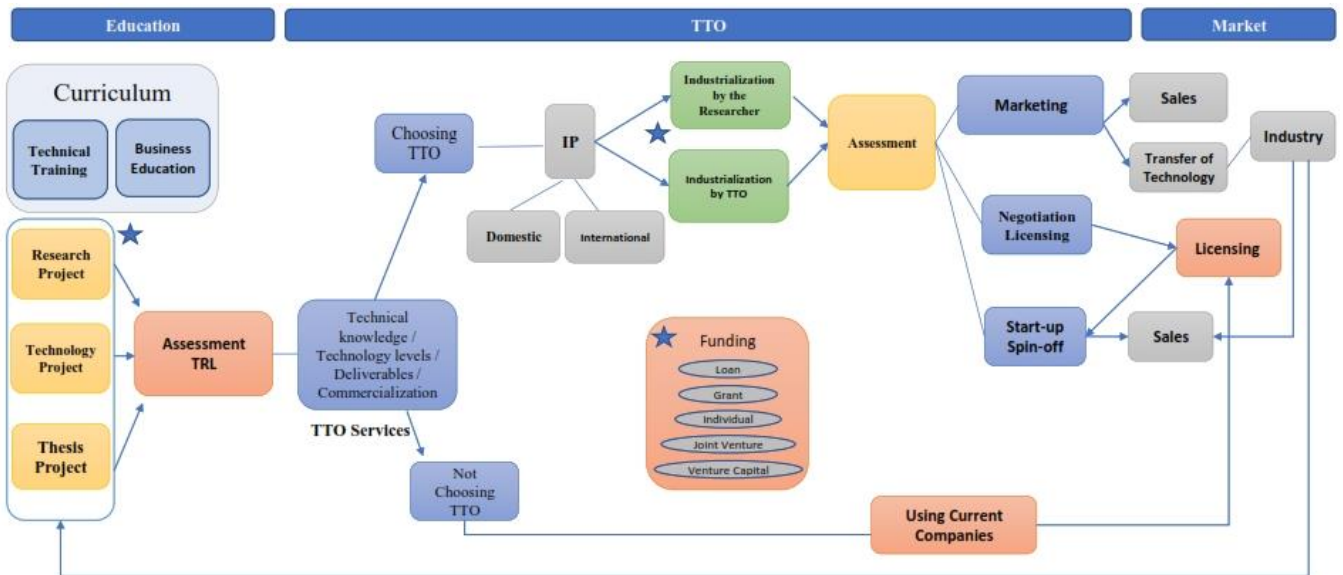 Education
TTO
Market
Curriculum
Technical
Training
Business
Education
Research
Project
Technology
Project
Thesis
Project
Assessment
TRL
Technical
knowledge /
Technology levels /
Deliverables /
Commercialization
TTO Services
Choosing
TTO
Not
Choosing
TTO
IP
Domestic
International
Industrialization
by the
Researcher
Industrialization
by TTO
Assessment
Funding
Loan
Grant
Individual
Joint Venture
Venture Capital
Using Current
Companies
Marketing
Negotiation
Licensing
Start-up
Spin-off
Sales
Transfer of
Technology
Industry
Licensing
Sales